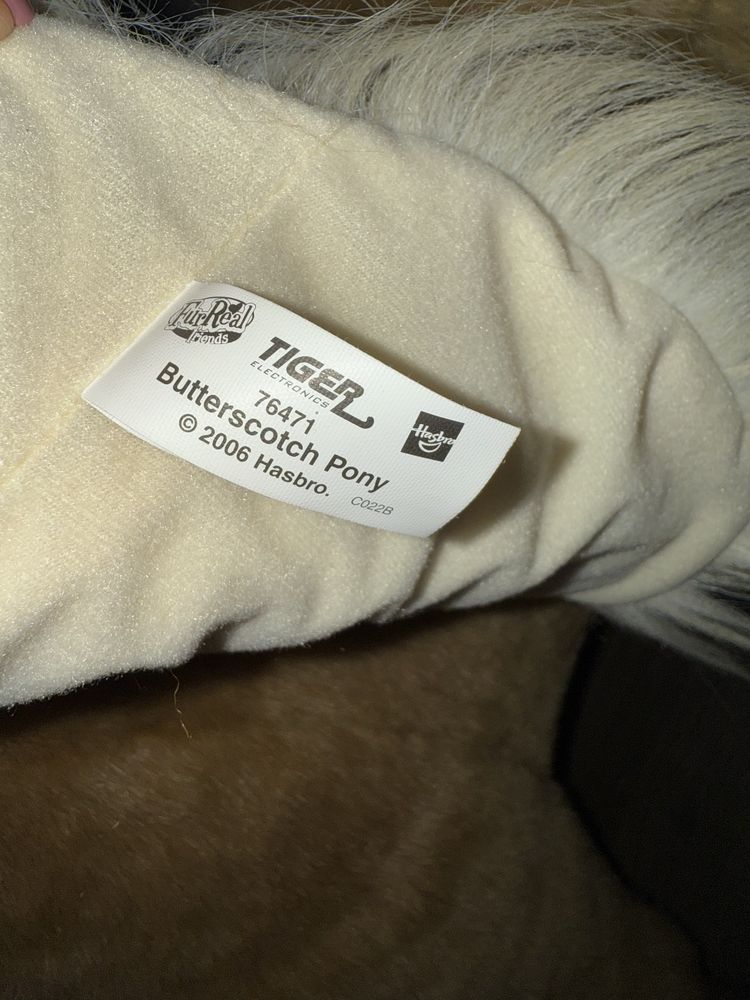 FurReal
friends
TIGER
ELECTRONICS
76471
Butterscotch Pony
© 2006 Hasbro.
C022B
Hasbro